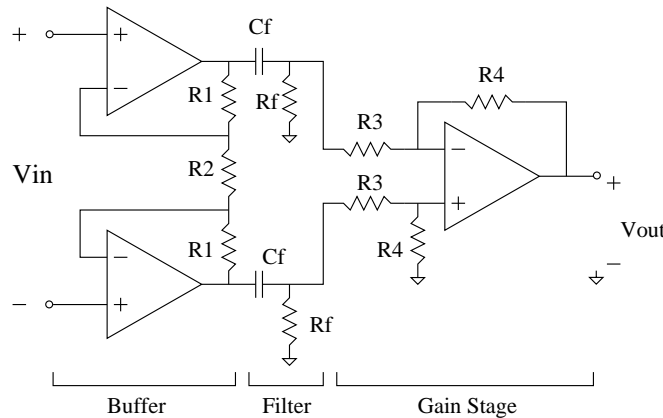 +
+
−
Cf
R1
Rf
R4
R3
−
+
R2
Vin
R3
R4
+
Vout
−
R1
Cf
−
+
−
Rf
Buffer
Filter
Gain Stage